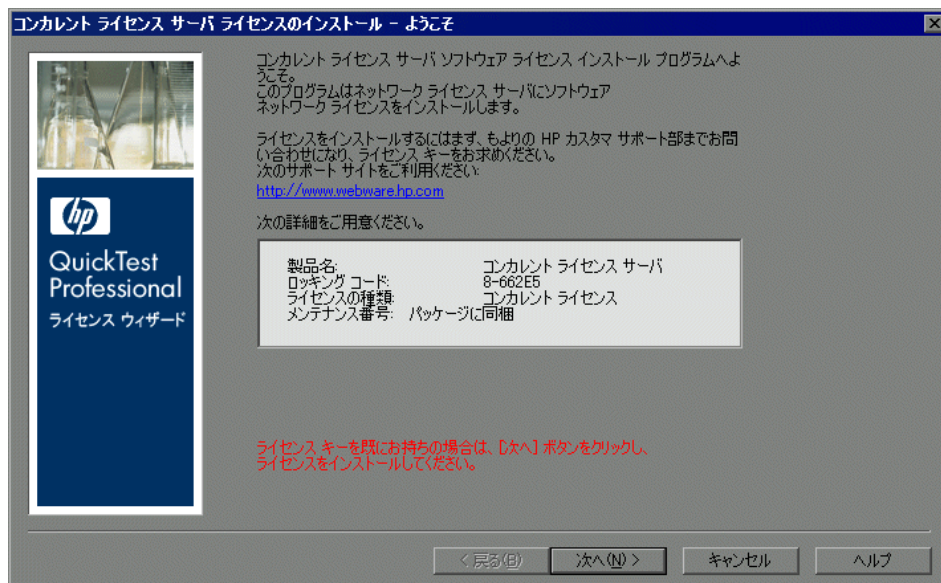 コンカレント ライセンス サーバ ライセンスのインストール - ようこそ
コンカレント ライセンス サーバ ソフトウェア ライセンス インストール プログラムへよ
うこそ。
このプログラムはネットワーク ライセンス サーバにソフトウェア
ネットワーク ライセンスをインストールします。
ライセンスをインストールするにはまず、もよりの HP カスタマ サポート部までお問
い合わせになり、ライセンス キーをお求めください。
次のサポート サイトをご利用ください:
http://www.webware.hp.com
次の詳細をご用意ください。
hp
QuickTest
Professional
ライセンス ウィザード
製品名: コンカレント ライセンス サーバ
ロッキング コード: 8-662E5
ライセンスの種類: コンカレント ライセンス
メンテナンス番号: パッケージに同梱
ライセンス キーを既にお持ちの場合は、[次へ] ボタンをクリックし、
ライセンスをインストールしてください。
< 戻る(B) 次へ(N) > キャンセル ヘルプ